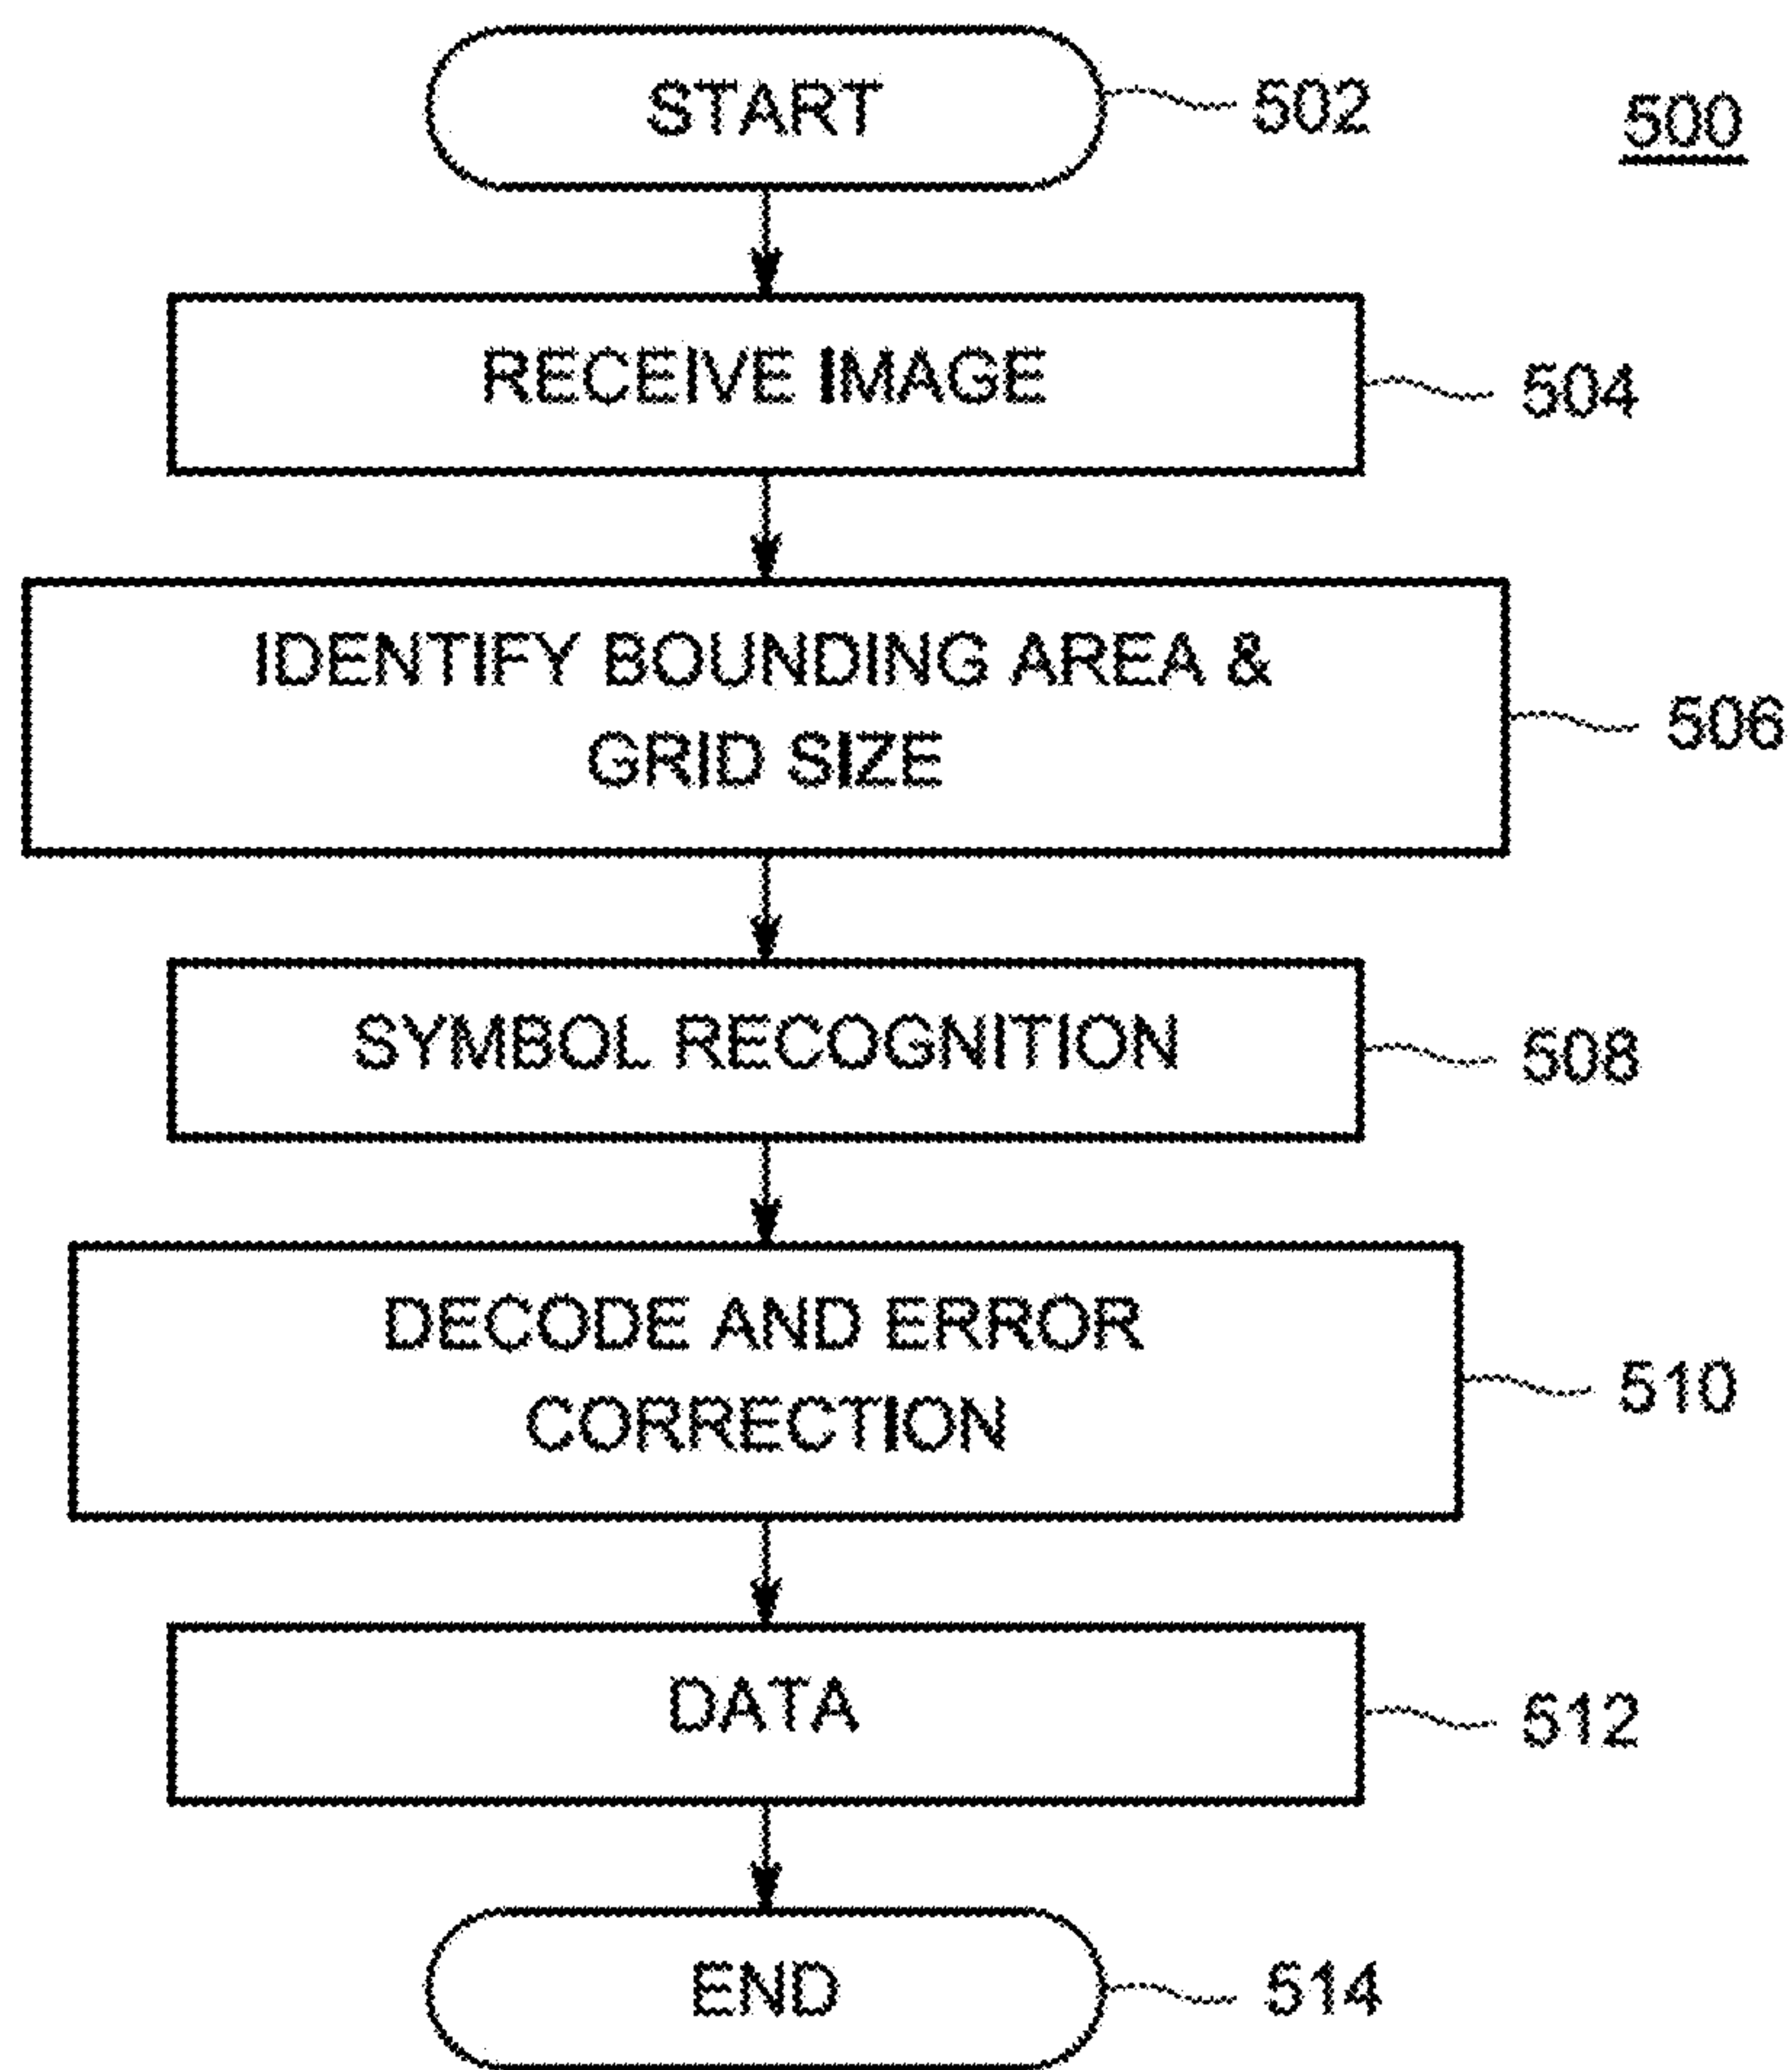 START
502
500
RECEIVE IMAGE
504
IDENTIFY BOUNDING AREA &
GRID SIZE
506
SYMBOL RECOGNITION
508
DECODE AND ERROR
CORRECTION
510
DATA
512
END
514